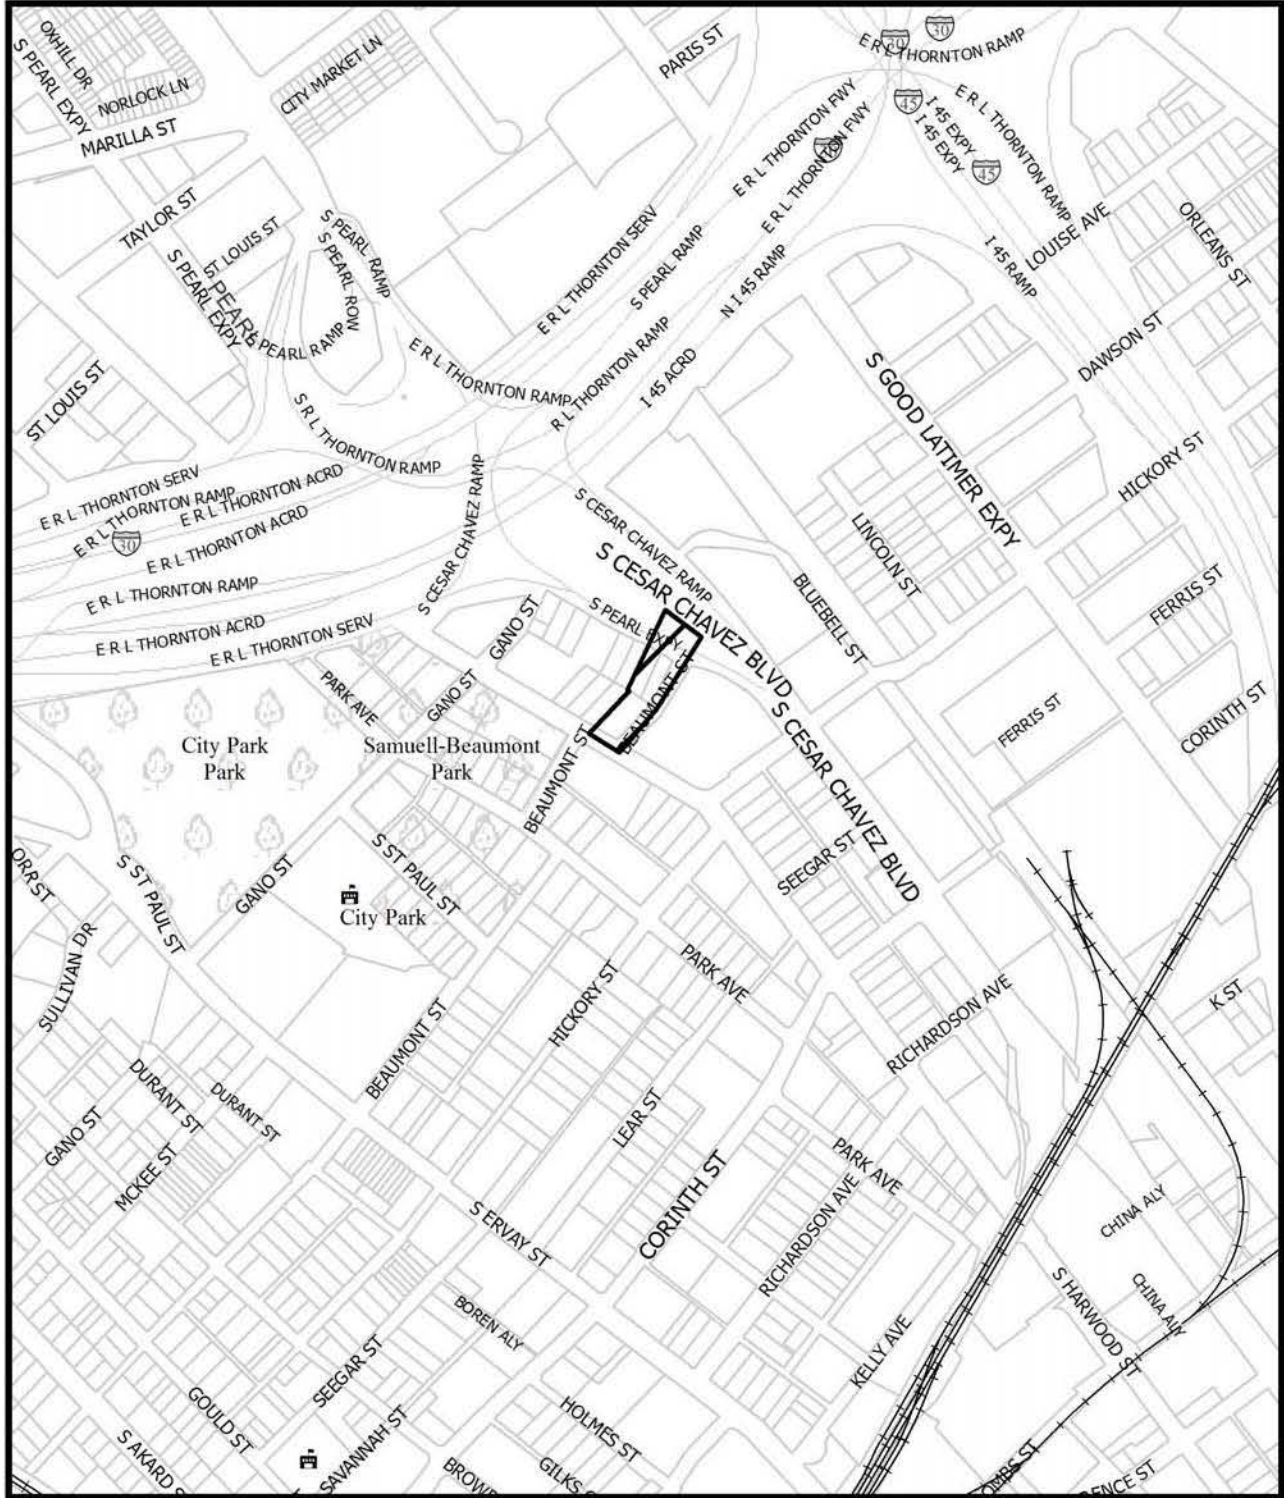 OXHILL DR
S PEARL EXPY
NORLOCK LN
MARILLA ST
CITY MARKET LN
PARIS ST
30
30
E R L THORNTON RAMP
45
I 45 EXPY
I 45 EXPY
45
E R L THORNTON RAMP
E R L THORNTON FWY
E R L THORNTON FWY
TAYLOR ST
ST LOUIS ST
S PEARL EXPY
S PEARL
S PEARL EXPY
S PEARL RAMP
S PEARL ROW
S PEARL RAMP
E R L THORNTON SERV
S PEARL RAMP
N I 45 RAMP
I 45 RAMP
LOUISE AVE
ORLEANS ST
DAWSON ST
ST LOUIS ST
E R L THORNTON RAMP
R L THORNTON RAMP
I 45 ACRD
S GOOD LATIMER EXPY
HICKORY ST
S R L THORNTON RAMP
E R L THORNTON SERV
E R L THORNTON RAMP
E R L THORNTON ACRD
30
E R L THORNTON ACRD
E R L THORNTON RAMP
E R L THORNTON ACRD
E R L THORNTON SERV
S CESAR CHAVEZ RAMP
S CESAR CHAVEZ RAMP
S CESAR CHAVEZ BLVD
S CESAR CHAVEZ BLVD
LINCOLN ST
BLUEBELL ST
FERRIS ST
FERRIS ST
CORINTH ST
S PEARL EXPY
BEAUMONT ST
GANO ST
GANO ST
PARK AVE
City Park
Park
Samuell-Beaumont
Park
BEAUMONT ST
SEEGAR ST
ORR ST
S ST PAUL ST
GANO ST
S ST PAUL ST
City Park
SULLIVAN DR
PARK AVE
HICKORY ST
BEAUMONT ST
RICHARDSON AVE
K ST
DURANT ST
DURANT ST
GANO ST
MCKEE ST
LEAR ST
CORINTH ST
PARK AVE
RICHARDSON AVE
CHINA ALY
CHINA ALY
S ERVAY ST
BOREN ALY
S HARWOOD ST
KELLY AVE
SEEGAR ST
GOULD ST
S AKARD S
SAVANNAH ST
HOLMES ST
GILKS
BROW
OMBS ST
RENCE ST